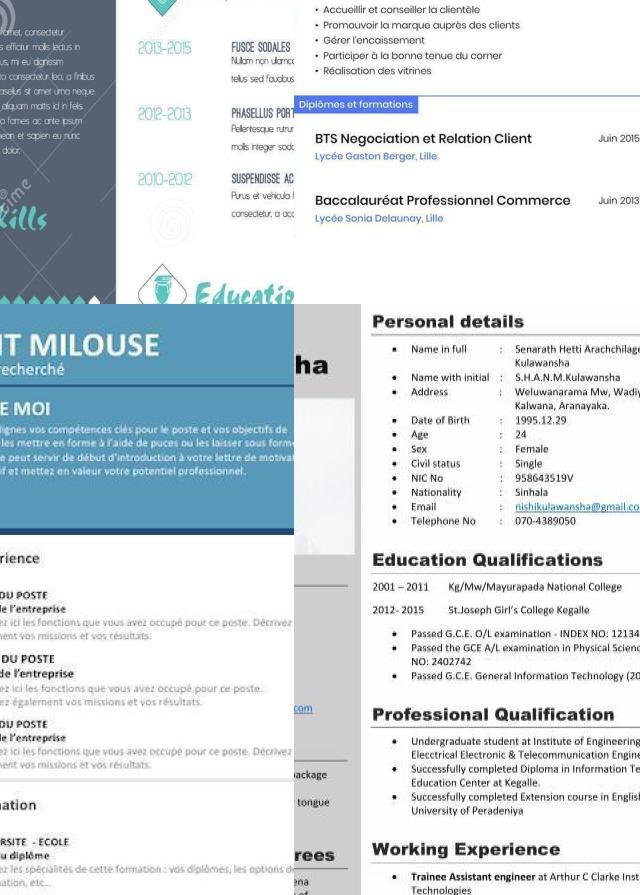 amet, consectetur
efficitur mollis lectus in
us, mi eu dignissim
consectetur leo, a finibus
sit amet urna neque.
aliquam mattis id in felis.
fames ac ante ipsum
ean et sapien eu nunc
dolor.
kills
time
2013-2015
FUSCE SODALES
Nullam non ullamc
tellus sed faucibus
2012-2013
PHASELLUS PORT
Pellentesque rutrur
mollis integer soda
2010-2012
SUSPENDISSE AC
Purus et vehicula f
consectetur, a acc
Educatio
• Accueillir et conseiller la clientèle
• Promouvoir la marque auprès des clients
• Gérer l'encaissement
• Participer à la bonne tenue du corner
• Réalisation des vitrines
Diplômes et formations
BTS Negociation et Relation Client Juin 2015
Lycée Gaston Berger, Lille
Baccalauréat Professionnel Commerce Juin 2013
Lycée Sonia Delaunay, Lille
IT MILOUSE
recherché
E MOI
lignes vos compétences clés pour le poste et vos objectifs de
les mettre en forme à l'aide de puces ou les laisser sous form
e peut servir de début d'introduction à votre lettre de motivat
if et mettez en valeur votre potentiel professionnel.
rience
DU POSTE
de l'entreprise
ez ici les fonctions que vous avez occupé pour ce poste. Décrivez
ment vos missions et vos résultats.
DU POSTE
de l'entreprise
ez ici les fonctions que vous avez occupé pour ce poste.
ez également vos missions et vos résultats.
DU POSTE
de l'entreprise
ez ici les fonctions que vous avez occupé pour ce poste. Décrivez
ment vos missions et vos résultats.
nation
RSITE - ECOLE
du diplôme
ez les spécialités de cette formation : vos diplômes, les options de
nation, etc...
ha
com
ackage
tongue
rees
ena
of
Personal details
• Name in full : Senarath Hetti Arachchilage
Kulawansha
• Name with initial : S.H.A.N.M.Kulawansha
• Address : Weluwanarama Mw, Wadiy
Kalwana, Aranayaka.
• Date of Birth : 1995.12.29
• Age : 24
• Sex : Female
• Civil status : Single
• NIC No : 958643519V
• Nationality : Sinhala
• Email : nishikulawansha@gmail.co
• Telephone No : 070-4389050
Education Qualifications
2001 – 2011 Kg/Mw/Mayurapada National College
2012- 2015 St.Joseph Girl's College Kegalle
• Passed G.C.E. O/L examination - INDEX NO: 12134
• Passed the GCE A/L examination in Physical Scienc
NO: 2402742
• Passed G.C.E. General Information Technology (20
Professional Qualification
• Undergraduate student at Institute of Engineering
Elecctrical Electronic & Telecommunication Engine
• Successfully completed Diploma in Information Te
Education Center at Kegalle.
• Successfully completed Extension course in English
University of Peradeniya
Working Experience
• Trainee Assistant engineer at Arthur C Clarke Inst
Technologies